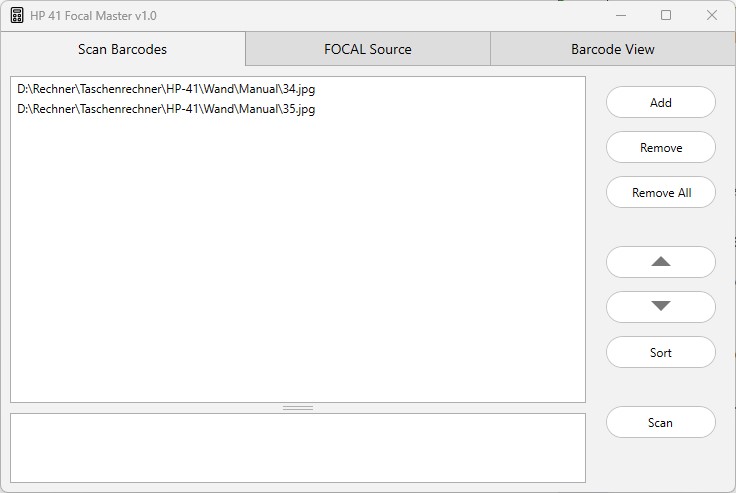 HP 41 Focal Master v1.0
Scan Barcodes
FOCAL Source
Barcode View
D:\Rechner\Taschenrechner\HP-41\Wand\Manual\34.jpg
D:\Rechner\Taschenrechner\HP-41\Wand\Manual\35.jpg
Add
Remove
Remove All
Sort
Scan